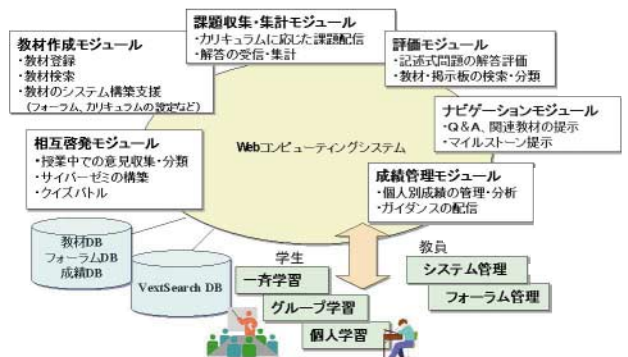 課題収集・集計モジュール
・カリキュラムに応じた課題配信
・解答の受信・集計
教材作成モジュール
・教材登録
・教材検索
・教材のシステム構築支援
(フォーラム、カリキュラムの設定など)
評価モジュール
・記述式問題の解答評価
・教材・掲示板の検索・分類
ナビゲーションモジュール
・Q&A、関連教材の提示
・マイルストーン提示
相互啓発モジュール
・授業中での意見収集・分類
・サイバーゼミの構築
・クイズバトル
Webコンピューティングシステム
成績管理モジュール
・個人別成績の管理・分析
・ガイダンスの配信
教材DB
フォーラムDB
成績DB
VextSearch DB
学生
一斉学習
グループ学習
個人学習
教員
システム管理
フォーラム管理